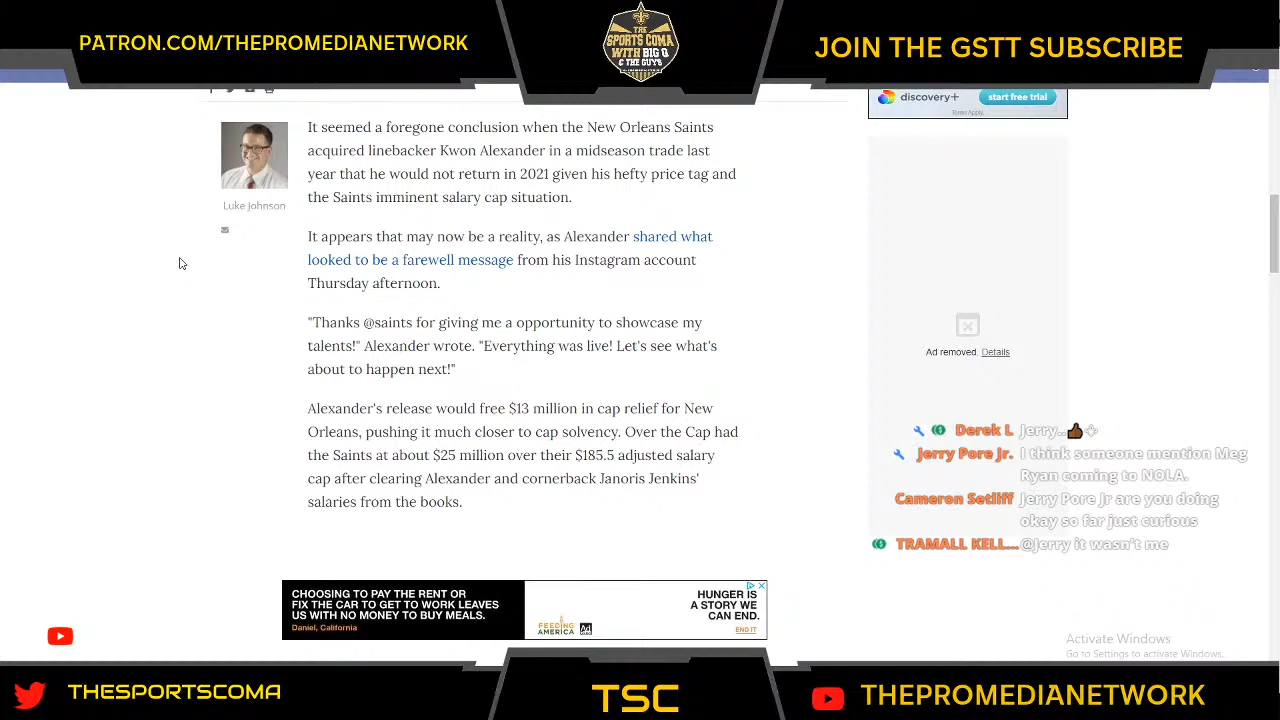 PATRON.COM/THEPROMEDIANETWORK
THE
SPORTS COMA
WITH BIG Q
& THE GUYS
JOIN THE GSTT SUBSCRIBE
discovery+
start free trial
Terms Apply.
Luke Johnson
It seemed a foregone conclusion when the New Orleans Saints
acquired linebacker Kwon Alexander in a midseason trade last
year that he would not return in 2021 given his hefty price tag and
the Saints imminent salary cap situation.
It appears that may now be a reality, as Alexander shared what
looked to be a farewell message from his Instagram account
Thursday afternoon.
"Thanks @saints for giving me a opportunity to showcase my
talents!" Alexander wrote. "Everything was live! Let's see what's
about to happen next!"
Alexander's release would free $13 million in cap relief for New
Orleans, pushing it much closer to cap solvency. Over the Cap had
the Saints at about $25 million over their $185.5 adjusted salary
cap after clearing Alexander and cornerback Janoris Jenkins'
salaries from the books.
Ad removed. Details
Derek L Jerry..
Jerry Pore Jr. I think someone mention Meg
Ryan coming to NOLA.
Cameron Setliff Jerry Pore Jr are you doing
okay so far just curious
TRAMALL KELL... @Jerry it wasn't me
CHOOSING TO PAY THE RENT OR
FIX THE CAR TO GET TO WORK LEAVES
US WITH NO MONEY TO BUY MEALS.
Daniel, California
FEEDING
AMERICA
Ad
HUNGER IS
A STORY WE
CAN END.
END IT
Activate Windows
Go to Settings to activate Windows.
THESPORTSCOMA
TSC
THEPROMEDIANETWORK